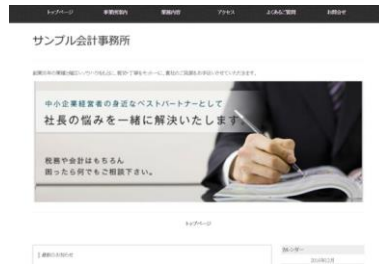 トップページ
事務所案内
業務内容
アクセス
よくあるご質問
お問合せ
サンプル会計事務所
中小企業経営者の身近なベストパートナーとして
社長の悩みを一緒に解決いたします。
税務や会計はもちろん
困ったら何でもご相談下さい。
トップページ
カレンダー